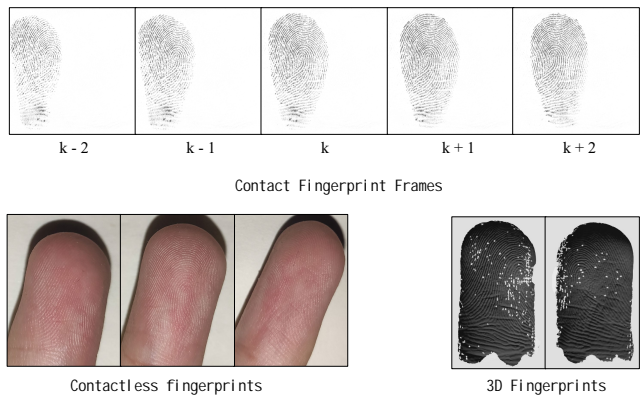 k - 2 k - 1 k k + 1 k + 2
Contact Fingerprint Frames
Contactless fingerprints 3D Fingerprints